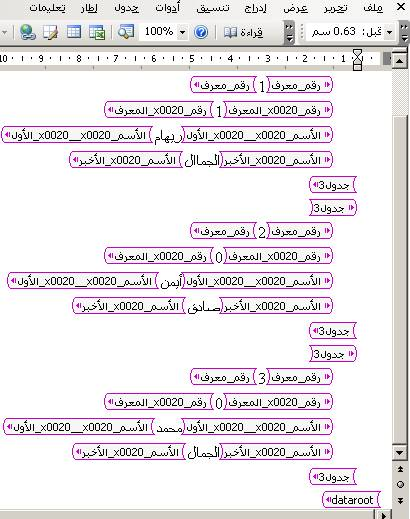 ملف تحرير عرض إدراج تنسيق أدوات جدول إطار تعليمات
قبل: 0.63 سم قراءة 100%
1 2 3 4 5 6 7 8 9 10
رقم_معرف 1 رقم_معرف
رقم_x0020_المعرف 1 رقم_x0020_المعرف
الأسم_x0020__x0020_الأول ريهام الأسم_x0020__x0020_الأول
الأسم_x0020_الأخير الجمااال الأسم_x0020_الأخير
جدول3
جدول3
رقم_معرف 2 رقم_معرف
رقم_x0020_المعرف 0 رقم_x0020_المعرف
الأسم_x0020__x0020_الأول أيمن الأسم_x0020__x0020_الأول
الأسم_x0020_الأخير صادق الأسم_x0020_الأخير
جدول3
جدول3
رقم_معرف 3 رقم_معرف
رقم_x0020_المعرف 0 رقم_x0020_المعرف
الأسم_x0020__x0020_الأول محمد الأسم_x0020__x0020_الأول
الأسم_x0020_الأخير الجمال الأسم_x0020_الأخير
جدول3
dataroot